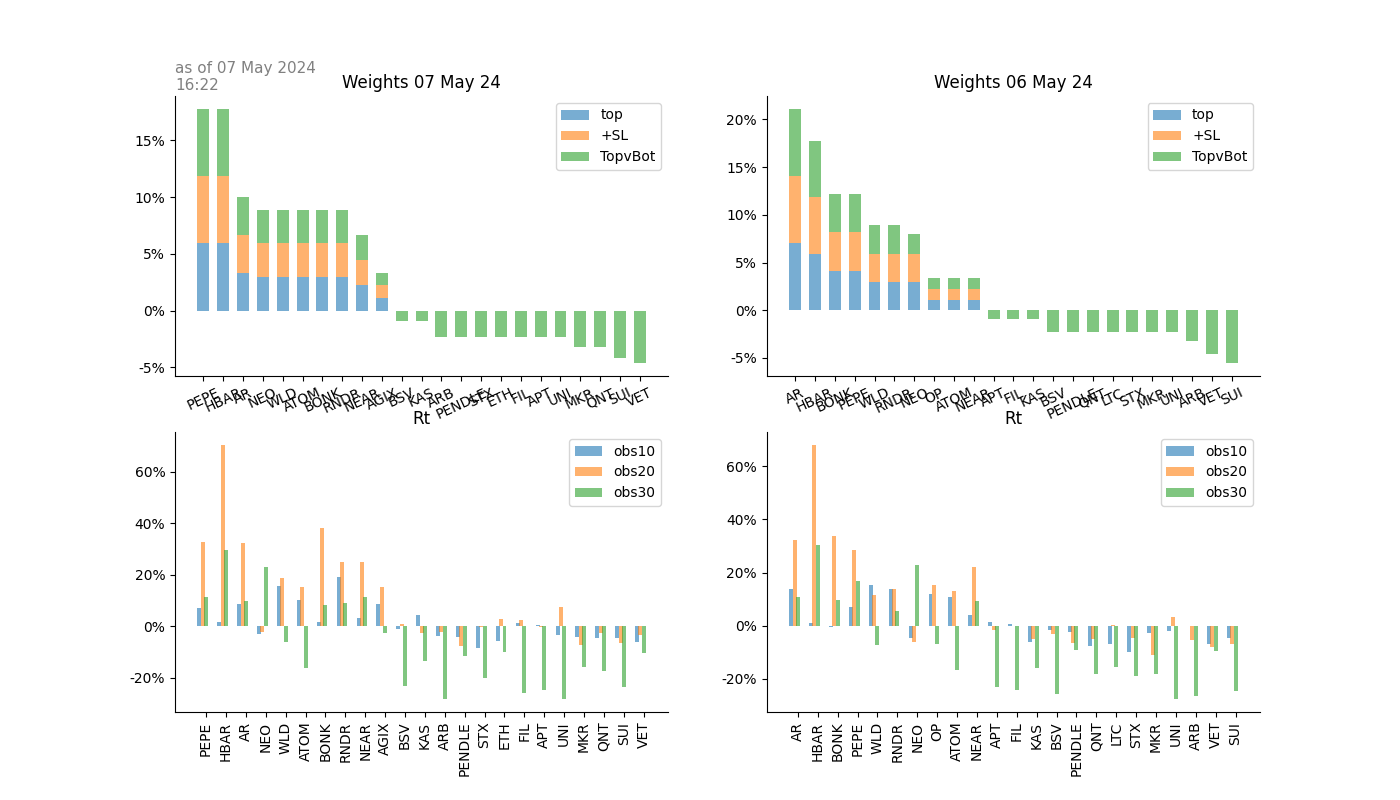 as of 07 May 2024
16:22
Weights 07 May 24
15%
10%
5%
0%
-5%
top
+SL
TopvBot
PEPE HBAR AR NEO WLD ATOM BONK RNDR NEAR AGIX BSV KAS ARB PENDLE STX ETH FIL APT UNI MKR QNT SUI VET
Weights 06 May 24
20%
15%
10%
5%
0%
-5%
top
+SL
TopvBot
AR HBAR BONK PEPE WLD RNDR NEO OP ATOM NEAR APT FIL KAS BSV PENDLE QNT LTC STX MKR UNI ARB VET SUI
Rt
60%
40%
20%
0%
-20%
obs10
obs20
obs30
PEPE HBAR AR NEO WLD ATOM BONK RNDR NEAR AGIX BSV KAS ARB PENDLE STX ETH FIL APT UNI MKR QNT SUI VET
Rt
60%
40%
20%
0%
-20%
obs10
obs20
obs30
AR HBAR BONK PEPE WLD RNDR NEO OP ATOM NEAR APT FIL KAS BSV PENDLE QNT LTC STX MKR UNI ARB VET SUI